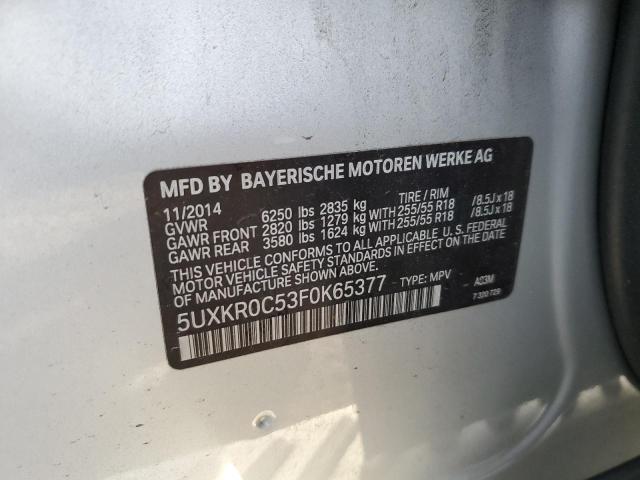 MFD BY BAYERISCHE MOTOREN WERKE AG
11/2014 TIRE / RIM
GVWR 6250 lbs 2835 kg
GAWR FRONT 2820 lbs 1279 kg WITH 255/55 R18 /8.5J x 18
GAWR REAR 3580 lbs 1624 kg WITH 255/55 R18 /8.5J x 18
THIS VEHICLE CONFORMS TO ALL APPLICABLE U.S. FEDERAL
MOTOR VEHICLE SAFETY STANDARDS IN EFFECT ON THE DATE OF
MANUFACTURE SHOWN ABOVE.
5UXKR0C53F0K65377 TYPE: MPV A83M
7 320 729